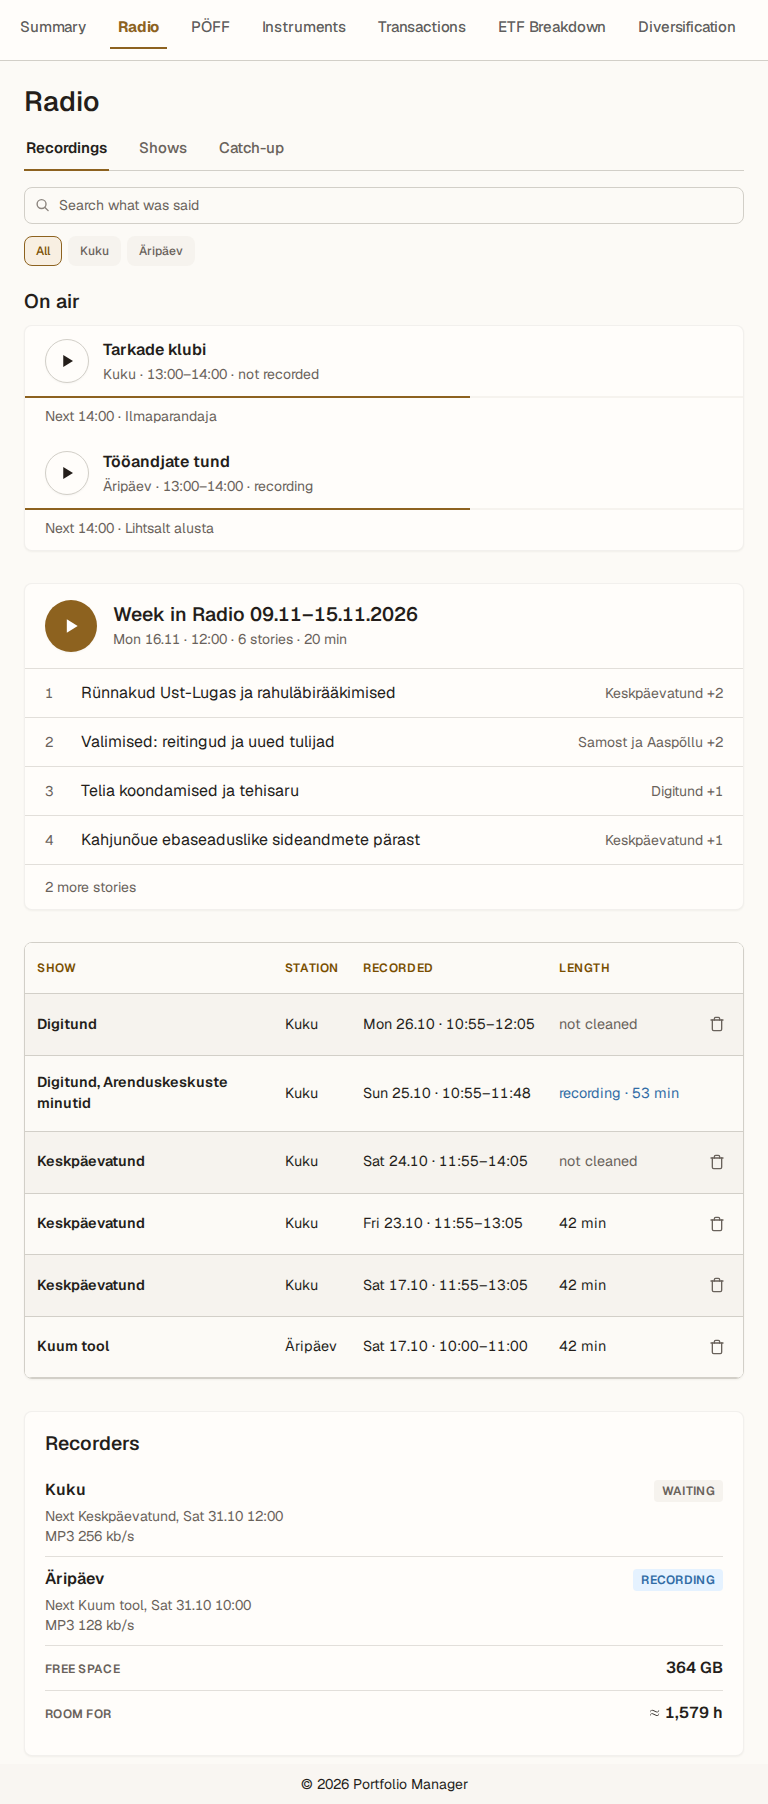 Summary Radio PÖFF Instruments Transactions ETF Breakdown Diversification
Radio
Recordings Shows Catch-up
Search what was said
All Kuku Äripäev
On air
Tarkade klubi
Kuku · 13:00–14:00 · not recorded
Next 14:00 · Ilmaparandaja
Tööandjate tund
Äripäev · 13:00–14:00 · recording
Next 14:00 · Lihtsalt alusta
Week in Radio 09.11–15.11.2026
Mon 16.11 · 12:00 · 6 stories · 20 min
1 Rünnakud Ust-Lugas ja rahuläbirääkimised Keskpäevatund +2
2 Valimised: reitingud ja uued tulijad Samost ja Aaspõllu +2
3 Telia koondamised ja tehisaru Digitund +1
4 Kahjunõue ebaseaduslike sideandmete pärast Keskpäevatund +1
2 more stories
SHOW STATION RECORDED LENGTH
Digitund Kuku Mon 26.10 · 10:55–12:05 not cleaned
Digitund, Arenduskeskuste minutid Kuku Sun 25.10 · 10:55–11:48 recording · 53 min
Keskpäevatund Kuku Sat 24.10 · 11:55–14:05 not cleaned
Keskpäevatund Kuku Fri 23.10 · 11:55–13:05 42 min
Keskpäevatund Kuku Sat 17.10 · 11:55–13:05 42 min
Kuum tool Äripäev Sat 17.10 · 10:00–11:00 42 min
Recorders
Kuku WAITING
Next Keskpäevatund, Sat 31.10 12:00
MP3 256 kb/s
Äripäev RECORDING
Next Kuum tool, Sat 31.10 10:00
MP3 128 kb/s
FREE SPACE 364 GB
ROOM FOR ≈ 1,579 h
© 2026 Portfolio Manager